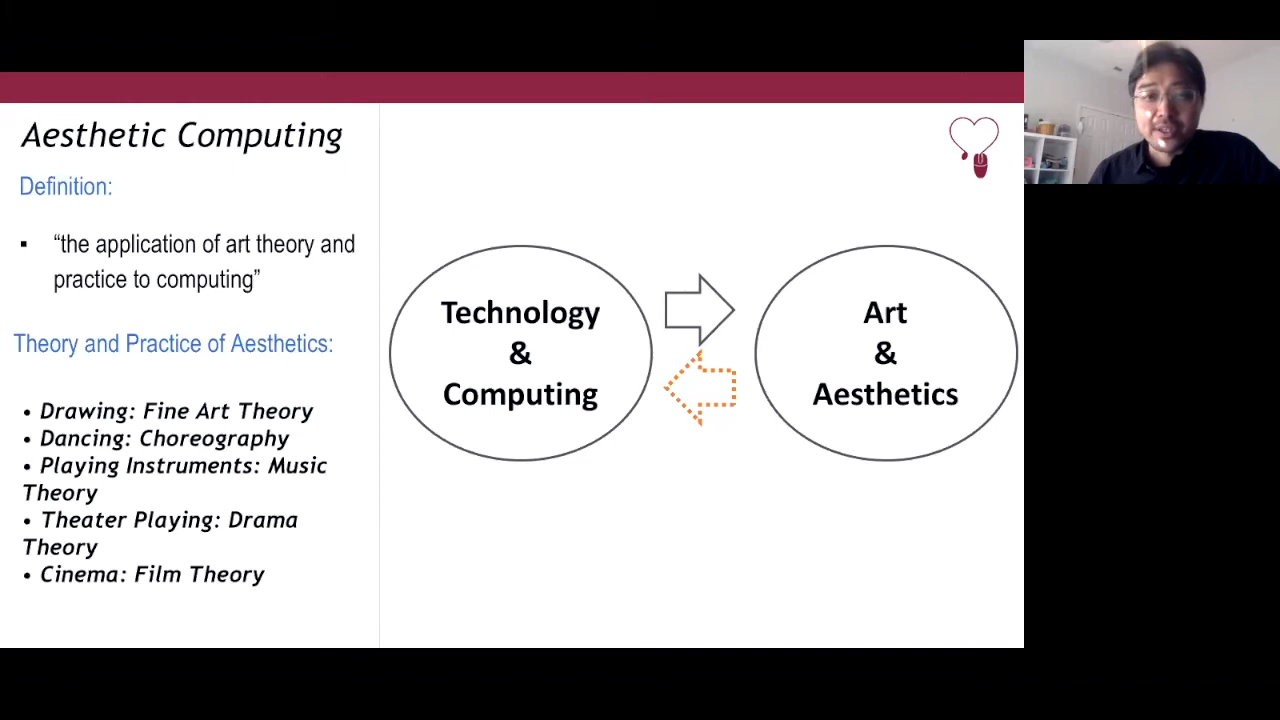 Aesthetic Computing
Definition:
▪ “the application of art theory and
practice to computing”
Theory and Practice of Aesthetics:
• Drawing: Fine Art Theory
• Dancing: Choreography
• Playing Instruments: Music
Theory
• Theater Playing: Drama
Theory
• Cinema: Film Theory
Technology
&
Computing
Art
&
Aesthetics